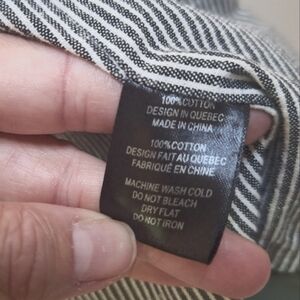 100%COTTON
DESIGN IN QUEBEC
MADE IN CHINA
100%COTTON
DESIGN FAIT AU QUEBEC
FABRIQUÉ EN CHINE
MACHINE WASH COLD
DO NOT BLEACH
DRY FLAT
DO NOT IRON